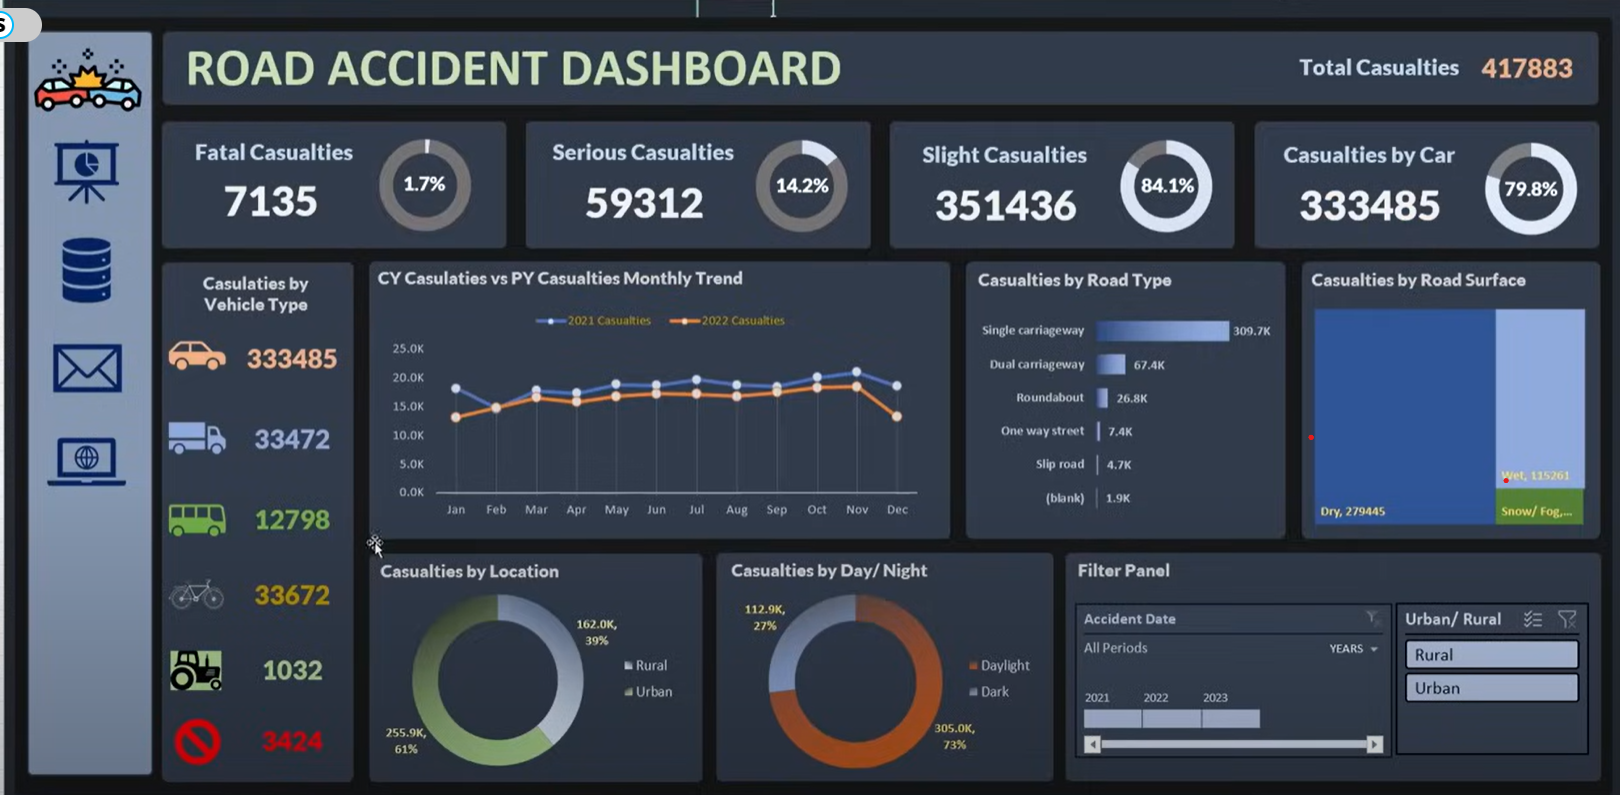 S
ROAD ACCIDENT DASHBOARD
Total Casualties 417883
Fatal Casualties
7135
1.7%
Serious Casualties
59312
14.2%
Slight Casualties
351436
84.1%
Casualties by Car
333485
79.8%
Casulaties by
Vehicle Type
333485
33472
12798
33672
1032
3424
CY Casulaties vs PY Casualties Monthly Trend
2021 Casualties 2022 Casualties
25.0K
20.0K
15.0K
10.0K
5.0K
0.0K
Jan Feb Mar Apr May Jun Jul Aug Sep Oct Nov Dec
Casualties by Road Type
Single carriageway 309.7K
Dual carriageway 67.4K
Roundabout 26.8K
One way street 7.4K
Slip road 4.7K
(blank) 1.9K
Casualties by Road Surface
Wet, 115261
Dry, 279445
Snow/ Fog,...
Casualties by Location
162.0K,
39%
Rural
Urban
255.9K,
61%
Casualties by Day/ Night
112.9K,
27%
Daylight
Dark
305.0K,
73%
Filter Panel
Accident Date
All Periods YEARS
2021 2022 2023
Urban/ Rural
Rural
Urban